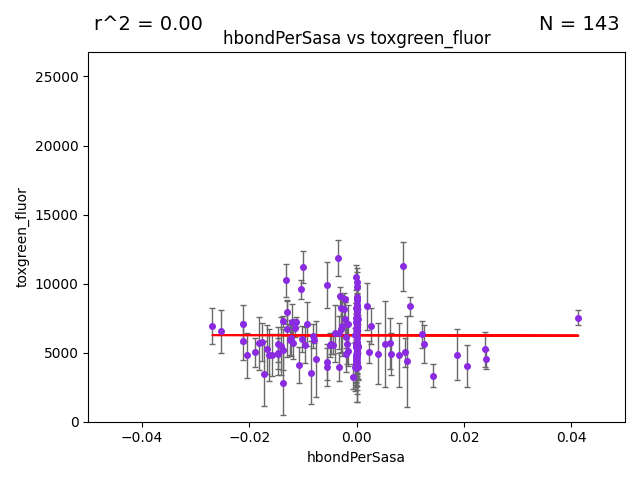 r^2 = 0.00
N = 143
hbondPerSasa vs toxgreen_fluor
25000
20000
15000
10000
5000
0
toxgreen_fluor
−0.04
−0.02
0.00
0.02
0.04
hbondPerSasa